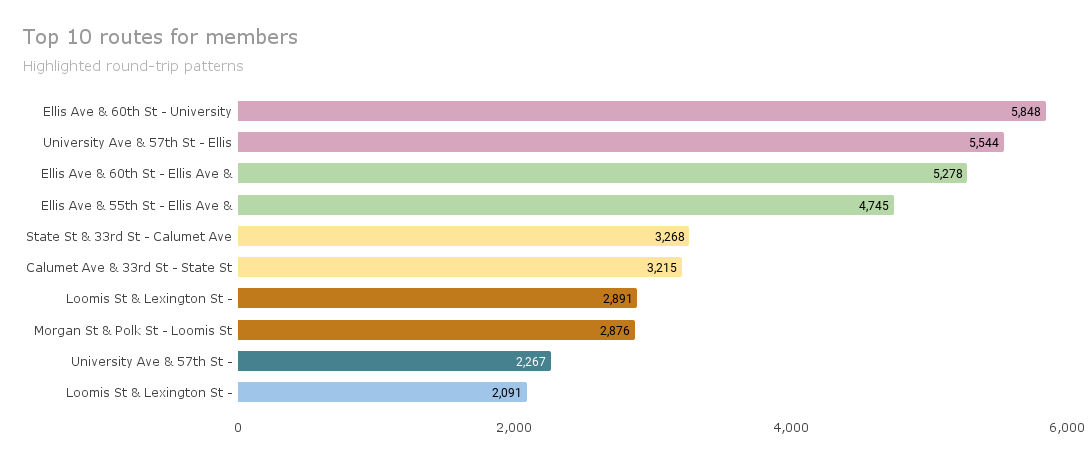 Top 10 routes for members
Highlighted round-trip patterns
Ellis Ave & 60th St - University 5,848
University Ave & 57th St - Ellis 5,544
Ellis Ave & 60th St - Ellis Ave & 5,278
Ellis Ave & 55th St - Ellis Ave & 4,745
State St & 33rd St - Calumet Ave 3,268
Calumet Ave & 33rd St - State St 3,215
Loomis St & Lexington St - 2,891
Morgan St & Polk St - Loomis St 2,876
University Ave & 57th St - 2,267
Loomis St & Lexington St - 2,091
0 2,000 4,000 6,000